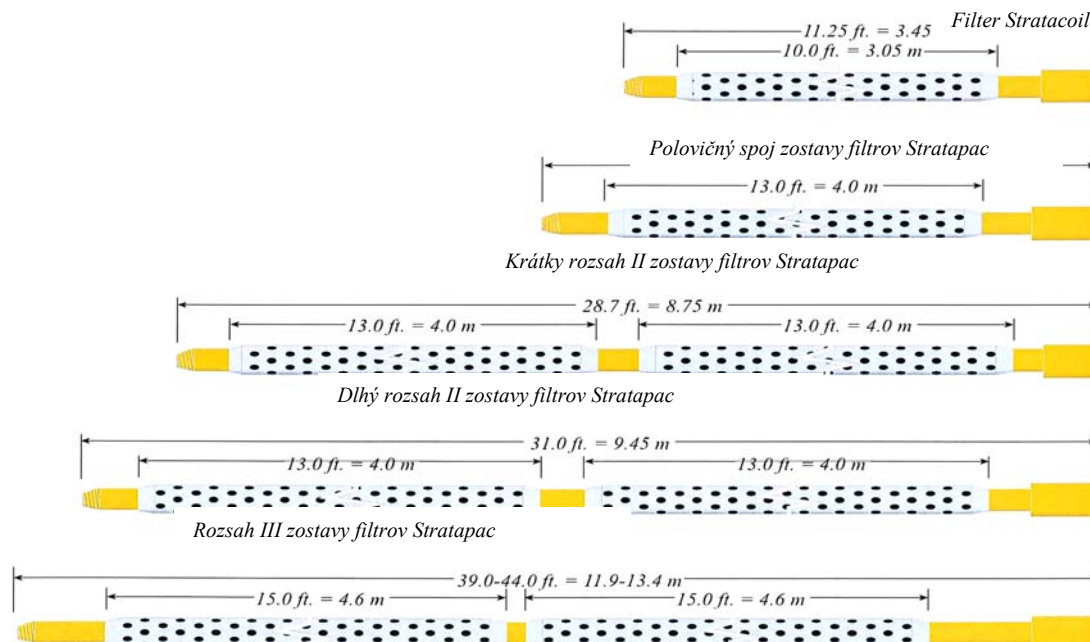 Filter Stratacoil
11.25 ft. = 3.45
10.0 ft. = 3.05 m
Polovičný spoj zostavy filtrov Stratapac
13.0 ft. = 4.0 m
Krátky rozsah II zostavy filtrov Stratapac
28.7 ft. = 8.75 m
13.0 ft. = 4.0 m 13.0 ft. = 4.0 m
Dlhý rozsah II zostavy filtrov Stratapac
31.0 ft. = 9.45 m
13.0 ft. = 4.0 m 13.0 ft. = 4.0 m
Rozsah III zostavy filtrov Stratapac
39.0-44.0 ft. = 11.9-13.4 m
15.0 ft. = 4.6 m 15.0 ft. = 4.6 m